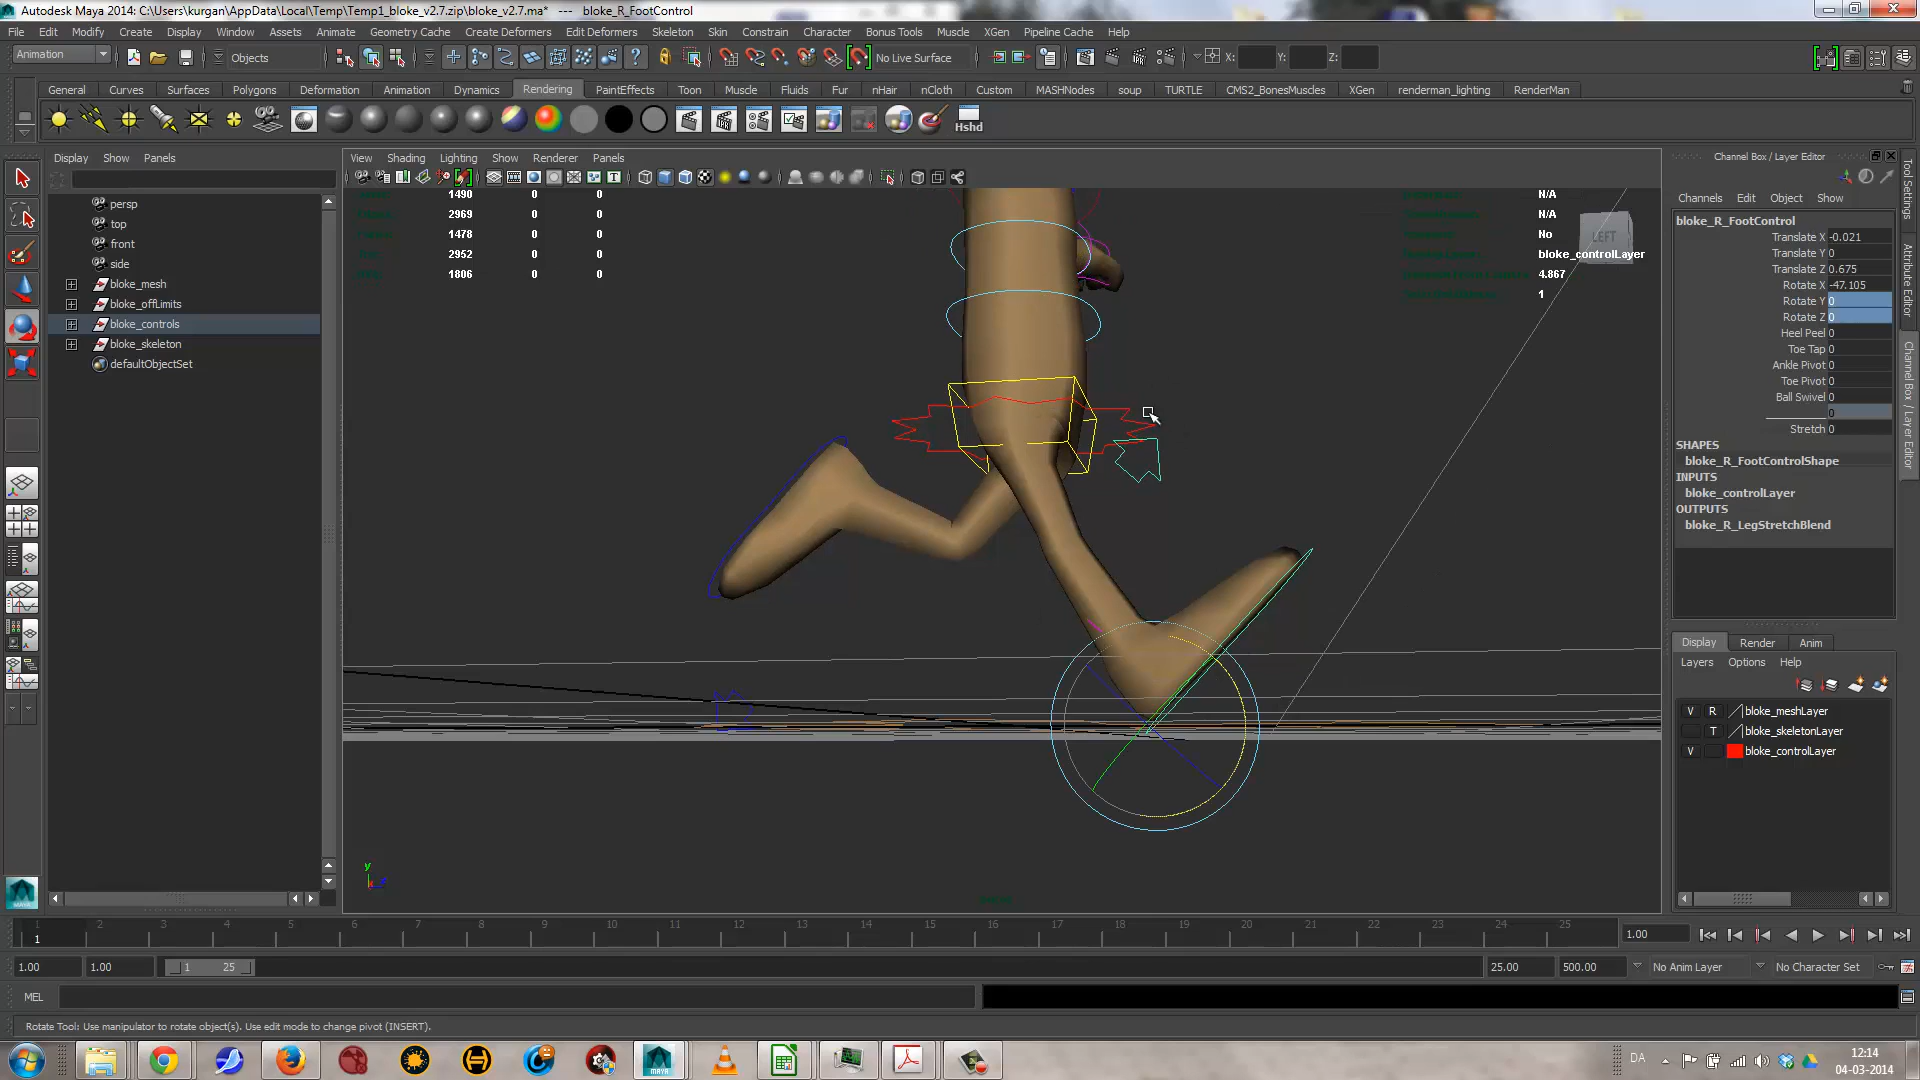 Autodesk Maya 2014: C:\Users\kurgan\AppData\Local\Temp\Temp1_bloke_v2.7.zip\bloke_v2.7.ma* --- bloke_R_FootControl
File Edit Modify Create Display Window Assets Animate Geometry Cache Create Deformers Edit Deformers Skeleton Skin Constrain Character Bonus Tools Muscle XGen Pipeline Cache Help
Animation Objects No Live Surface X: Y: Z:
General Curves Surfaces Polygons Deformation Animation Dynamics Rendering PaintEffects Toon Muscle Fluids Fur nHair nCloth Custom MASHNodes soup TURTLE CMS2_BonesMuscles XGen renderman_lighting RenderMan
Hshd
Display Show Panels
View Shading Lighting Show Renderer Panels
persp
top
front
side
bloke_mesh
bloke_offLimits
bloke_controls
bloke_skeleton
defaultObjectSet
1490 0 0
2969 0 0
1478 0 0
2952 0 0
1806 0 0
N/A
N/A
No
bloke_controlLayer
4.867
1
LEFT
y
Channel Box / Layer Editor
Channels Edit Object Show
bloke_R_FootControl
Translate X -0.021
Translate Y 0
Translate Z 0.675
Rotate X -47.105
Rotate Y 0
Rotate Z 0
Heel Peel 0
Toe Tap 0
Ankle Pivot 0
Toe Pivot 0
Ball Swivel 0
0
Stretch 0
SHAPES
bloke_R_FootControlShape
INPUTS
bloke_controlLayer
OUTPUTS
bloke_R_LegStretchBlend
Tool Settings
Attribute Editor
Channel Box / Layer Editor
Display Render Anim
Layers Options Help
V R bloke_meshLayer
T bloke_skeletonLayer
V bloke_controlLayer
1 2 3 4 5 6 7 8 9 10 11 12 13 14 15 16 17 18 19 20 21 22 23 24 25
1
1.00
1.00 1.00 1 25 25.00 500.00 No Anim Layer No Character Set
MEL
Rotate Tool: Use manipulator to rotate object(s). Use edit mode to change pivot (INSERT).
MAYA
DA
12:14
04-03-2014